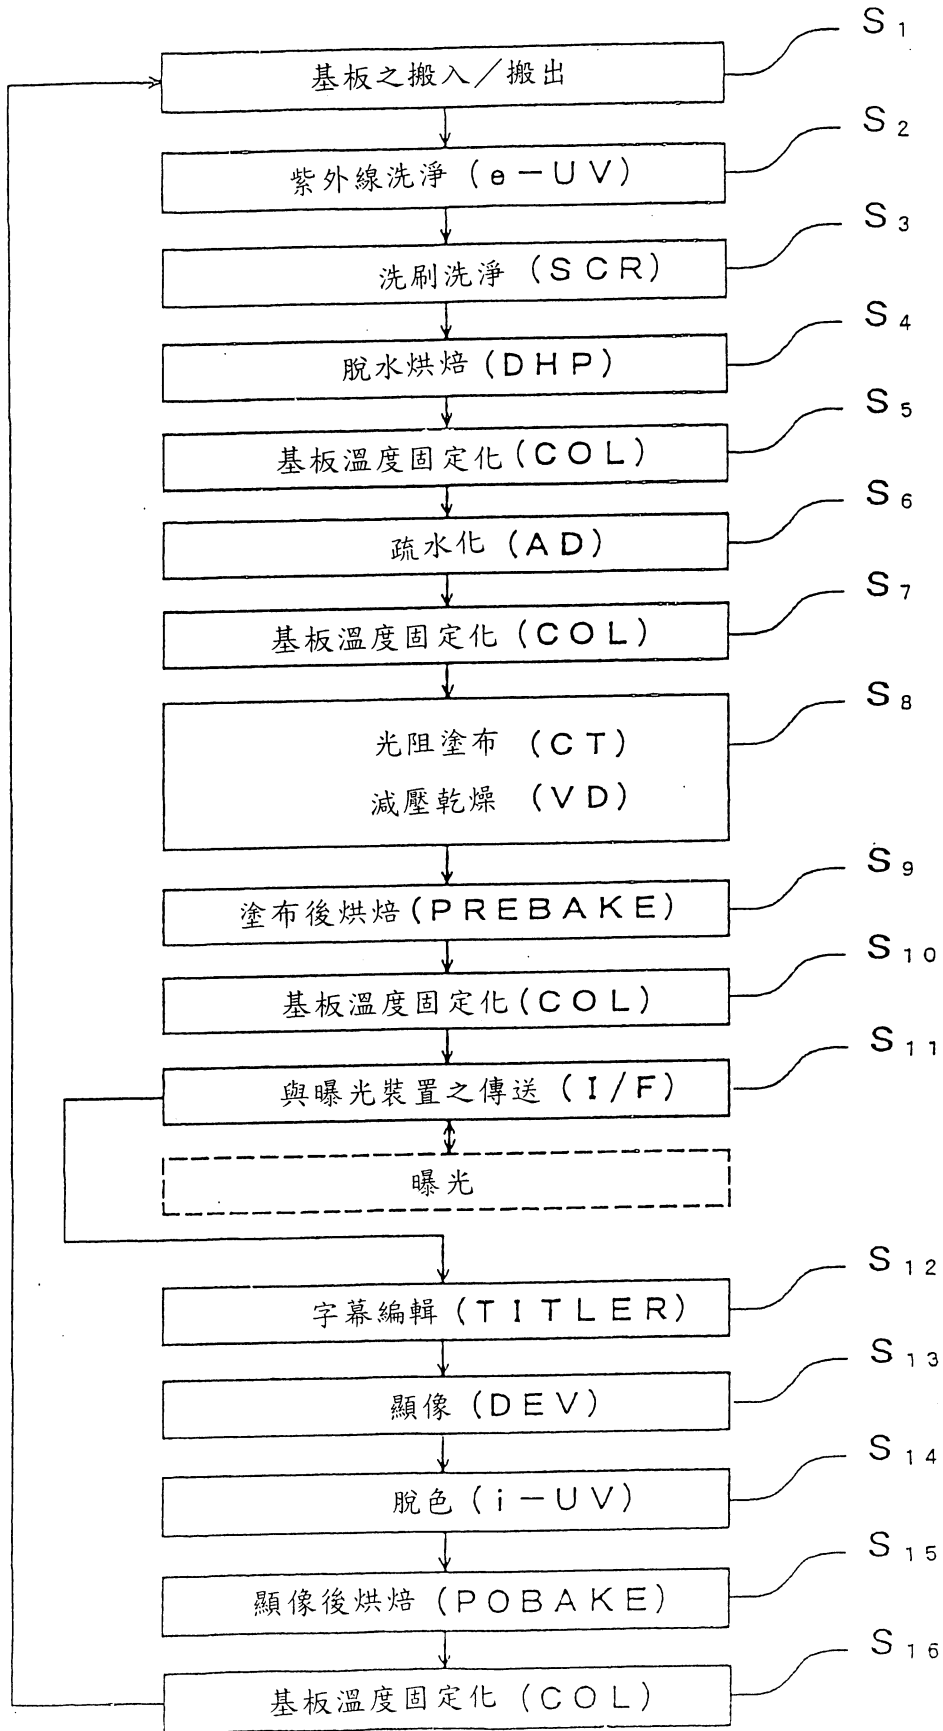 S1
基板之搬入／搬出
S2
紫外線洗淨（e－UV）
S3
洗刷洗淨（SCR）
S4
脫水烘焙（DHP）
S5
基板溫度固定化（COL）
S6
疏水化（AD）
S7
基板溫度固定化（COL）
S8
光阻塗布（CT）
減壓乾燥（VD）
S9
塗布後烘焙（PREBAKE）
S10
基板溫度固定化（COL）
S11
與曝光裝置之傳送（I/F）
曝光
S12
字幕編輯（TITLER）
S13
顯像（DEV）
S14
脫色（i－UV）
S15
顯像後烘焙（POBAKE）
S16
基板溫度固定化（COL）